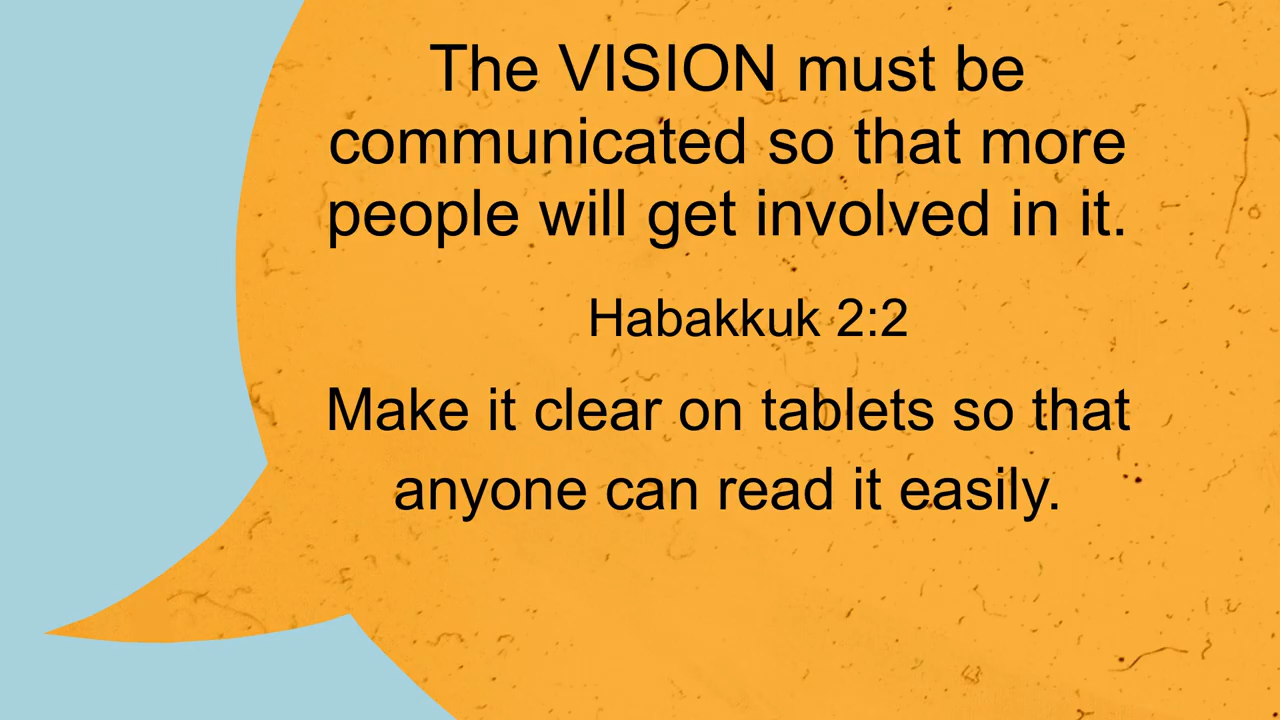 The VISION must be
communicated so that more
people will get involved in it.
Habakkuk 2:2
Make it clear on tablets so that
anyone can read it easily.